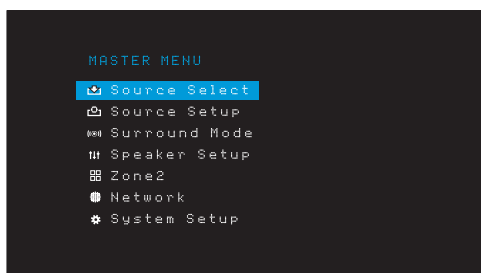 MASTER MENU
Source Select
Source Setup
Surround Mode
Speaker Setup
Zone2
Network
System Setup